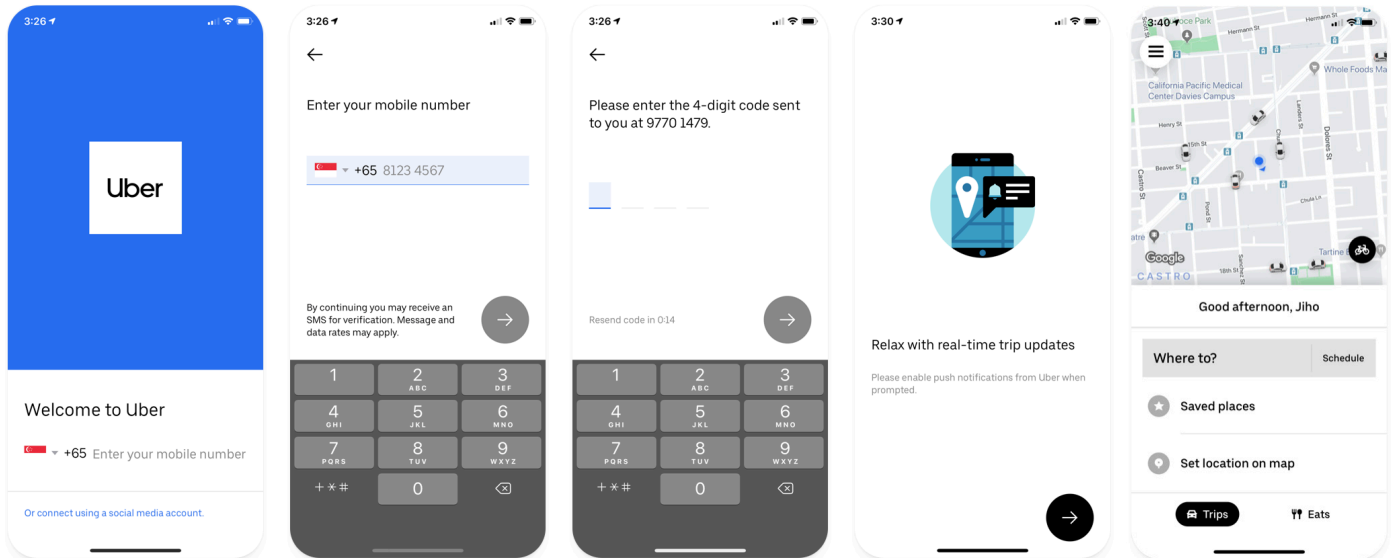 3:26
Uber
Welcome to Uber
+65 Enter your mobile number
Or connect using a social media account.
3:26
Enter your mobile number
+65 8123 4567
By continuing you may receive an
SMS for verification. Message and
data rates may apply.
1 2 3
ABC DEF
4 5 6
GHI JKL MNO
7 8 9
PQRS TUV WXYZ
+*# 0
3:26
Please enter the 4-digit code sent
to you at 9770 1479.
Resend code in 0:14
1 2 3
ABC DEF
4 5 6
GHI JKL MNO
7 8 9
PQRS TUV WXYZ
+*# 0
3:30
Relax with real-time trip updates
Please enable push notifications from Uber when
prompted.
3:40
Park
Hermann St
Hermann St
Whole Foods Ma
California Pacific Medical
Center Davies Campus
Henry St
15th St
Landers St
Dolores St
Beaver St
Castro St
Pond St
Chula Ln
atre
Google
Tartine
CASTRO
18th St
Sanchez St
Good afternoon, Jiho
Where to?
Schedule
Saved places
Set location on map
Trips
Eats